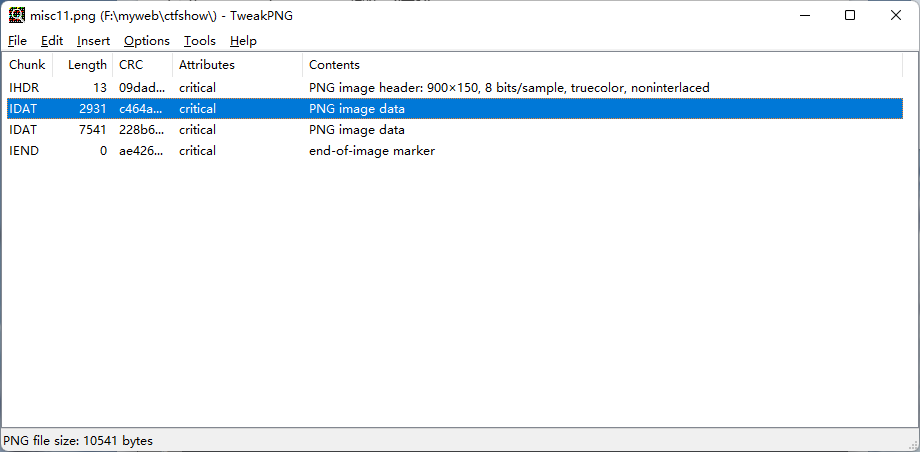 misc11.png (F:\myweb\ctfshow\) - TweakPNG
File Edit Insert Options Tools Help
Chunk Length CRC Attributes Contents
IHDR 13 09dad... critical PNG image header: 900×150, 8 bits/sample, truecolor, noninterlaced
IDAT 2931 c464a... critical PNG image data
IDAT 7541 228b6... critical PNG image data
IEND 0 ae426... critical end-of-image marker
PNG file size: 10541 bytes